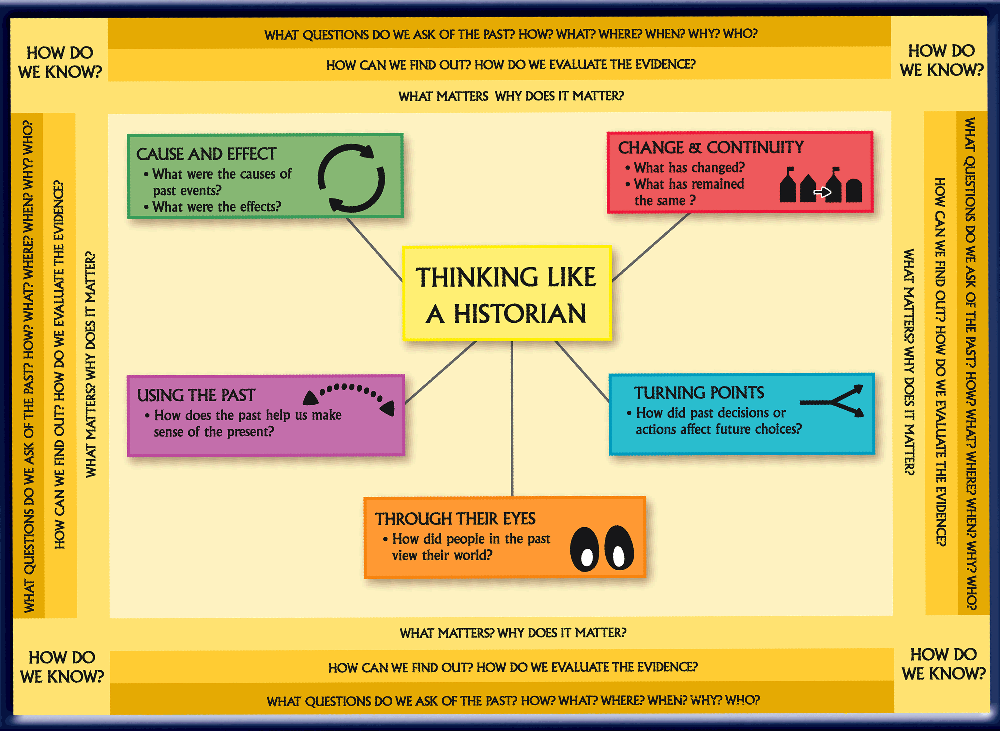 WHAT QUESTIONS DO WE ASK OF THE PAST? HOW? WHAT? WHERE? WHEN? WHY? WHO?
HOW DO
WE KNOW?
HOW CAN WE FIND OUT? HOW DO WE EVALUATE THE EVIDENCE?
HOW DO
WE KNOW?
WHAT MATTERS WHY DOES IT MATTER?
WHAT QUESTIONS DO WE ASK OF THE PAST? HOW? WHAT? WHERE? WHEN? WHY? WHO?
HOW CAN WE FIND OUT? HOW DO WE EVALUATE THE EVIDENCE?
WHAT MATTERS? WHY DOES IT MATTER?
CAUSE AND EFFECT
• What were the causes of
past events?
• What were the effects?
CHANGE & CONTINUITY
• What has changed?
• What has remained
the same ?
THINKING LIKE
A HISTORIAN
USING THE PAST
• How does the past help us make
sense of the present?
TURNING POINTS
• How did past decisions or
actions affect future choices?
THROUGH THEIR EYES
• How did people in the past
view their world?
WHAT MATTERS? WHY DOES IT MATTER?
HOW CAN WE FIND OUT? HOW DO WE EVALUATE THE EVIDENCE?
WHAT QUESTIONS DO WE ASK OF THE PAST? HOW? WHAT? WHERE? WHEN? WHY? WHO?
WHAT MATTERS? WHY DOES IT MATTER?
HOW DO
WE KNOW?
HOW CAN WE FIND OUT? HOW DO WE EVALUATE THE EVIDENCE?
HOW DO
WE KNOW?
WHAT QUESTIONS DO WE ASK OF THE PAST? HOW? WHAT? WHERE? WHEN? WHY? WHO?